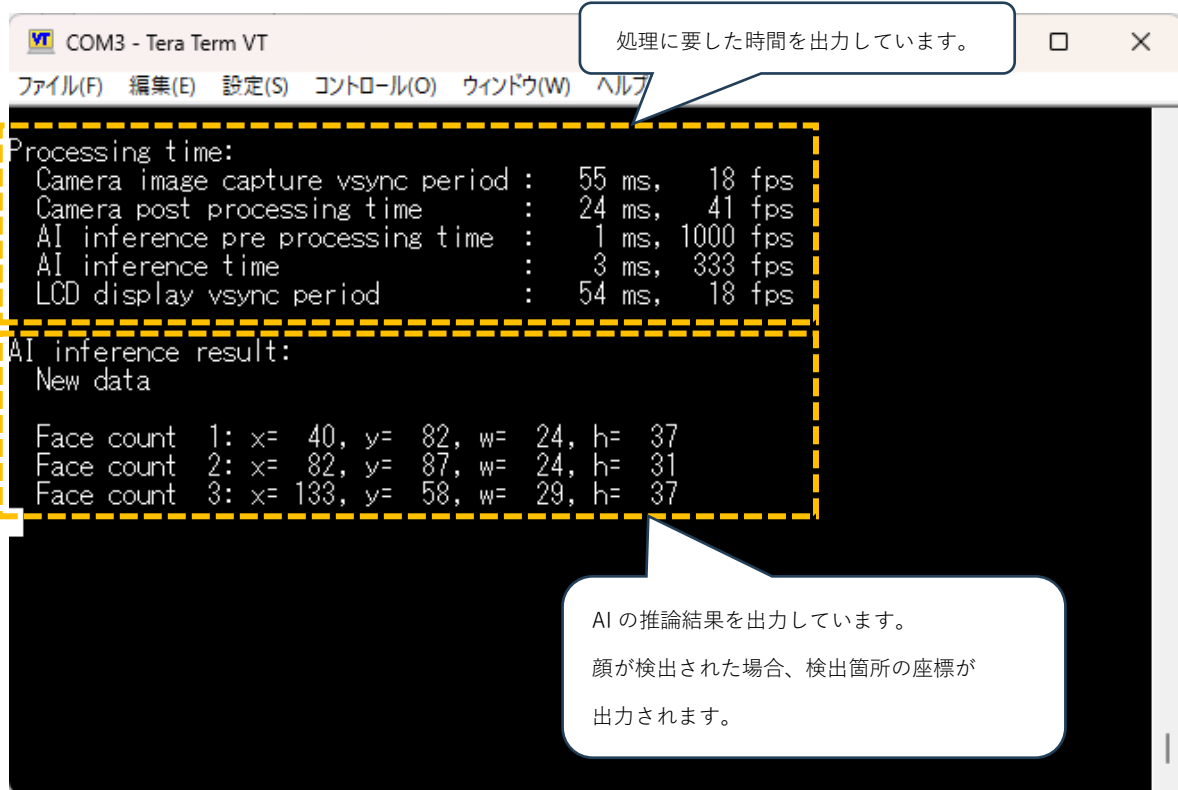 COM3 - Tera Term VT
処理に要した時間を出力しています。
ファイル(F) 編集(E) 設定(S) コントロール(O) ウィンドウ(W) ヘルプ
Processing time:
Camera image capture vsync period : 55 ms, 18 fps
Camera post processing time : 24 ms, 41 fps
AI inference pre processing time : 1 ms, 1000 fps
AI inference time : 3 ms, 333 fps
LCD display vsync period : 54 ms, 18 fps
AI inference result:
New data
Face count 1: x= 40, y= 82, w= 24, h= 37
Face count 2: x= 82, y= 87, w= 24, h= 31
Face count 3: x= 133, y= 58, w= 29, h= 37
AI の推論結果を出力しています。
顔が検出された場合、検出箇所の座標が
出力されます。